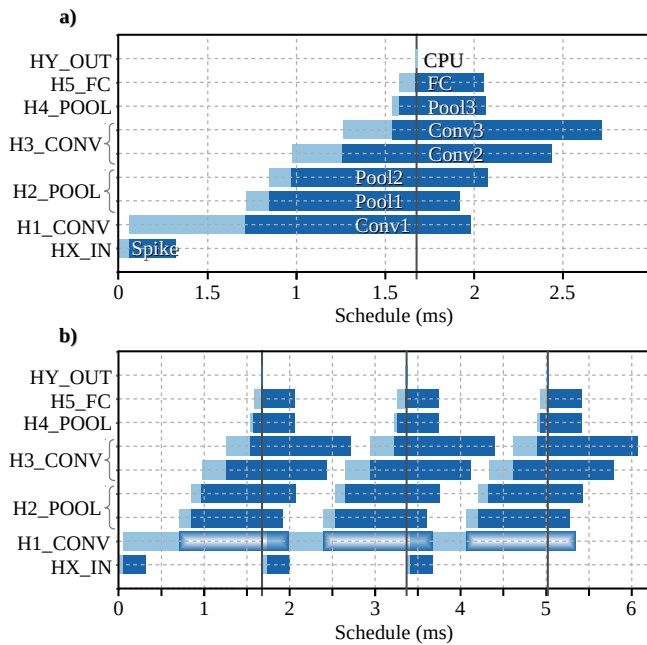 a)
HY_OUT
CPU
H5_FC
FC
H4_POOL
Pool3
H3_CONV
Conv3
Conv2
H2_POOL
Pool2
Pool1
H1_CONV
Conv1
HX_IN
Spike
0 1.5 1 1.5 2 2.5
Schedule (ms)
b)
HY_OUT
H5_FC
H4_POOL
H3_CONV
H2_POOL
H1_CONV
HX_IN
0 1 2 3 4 5 6
Schedule (ms)